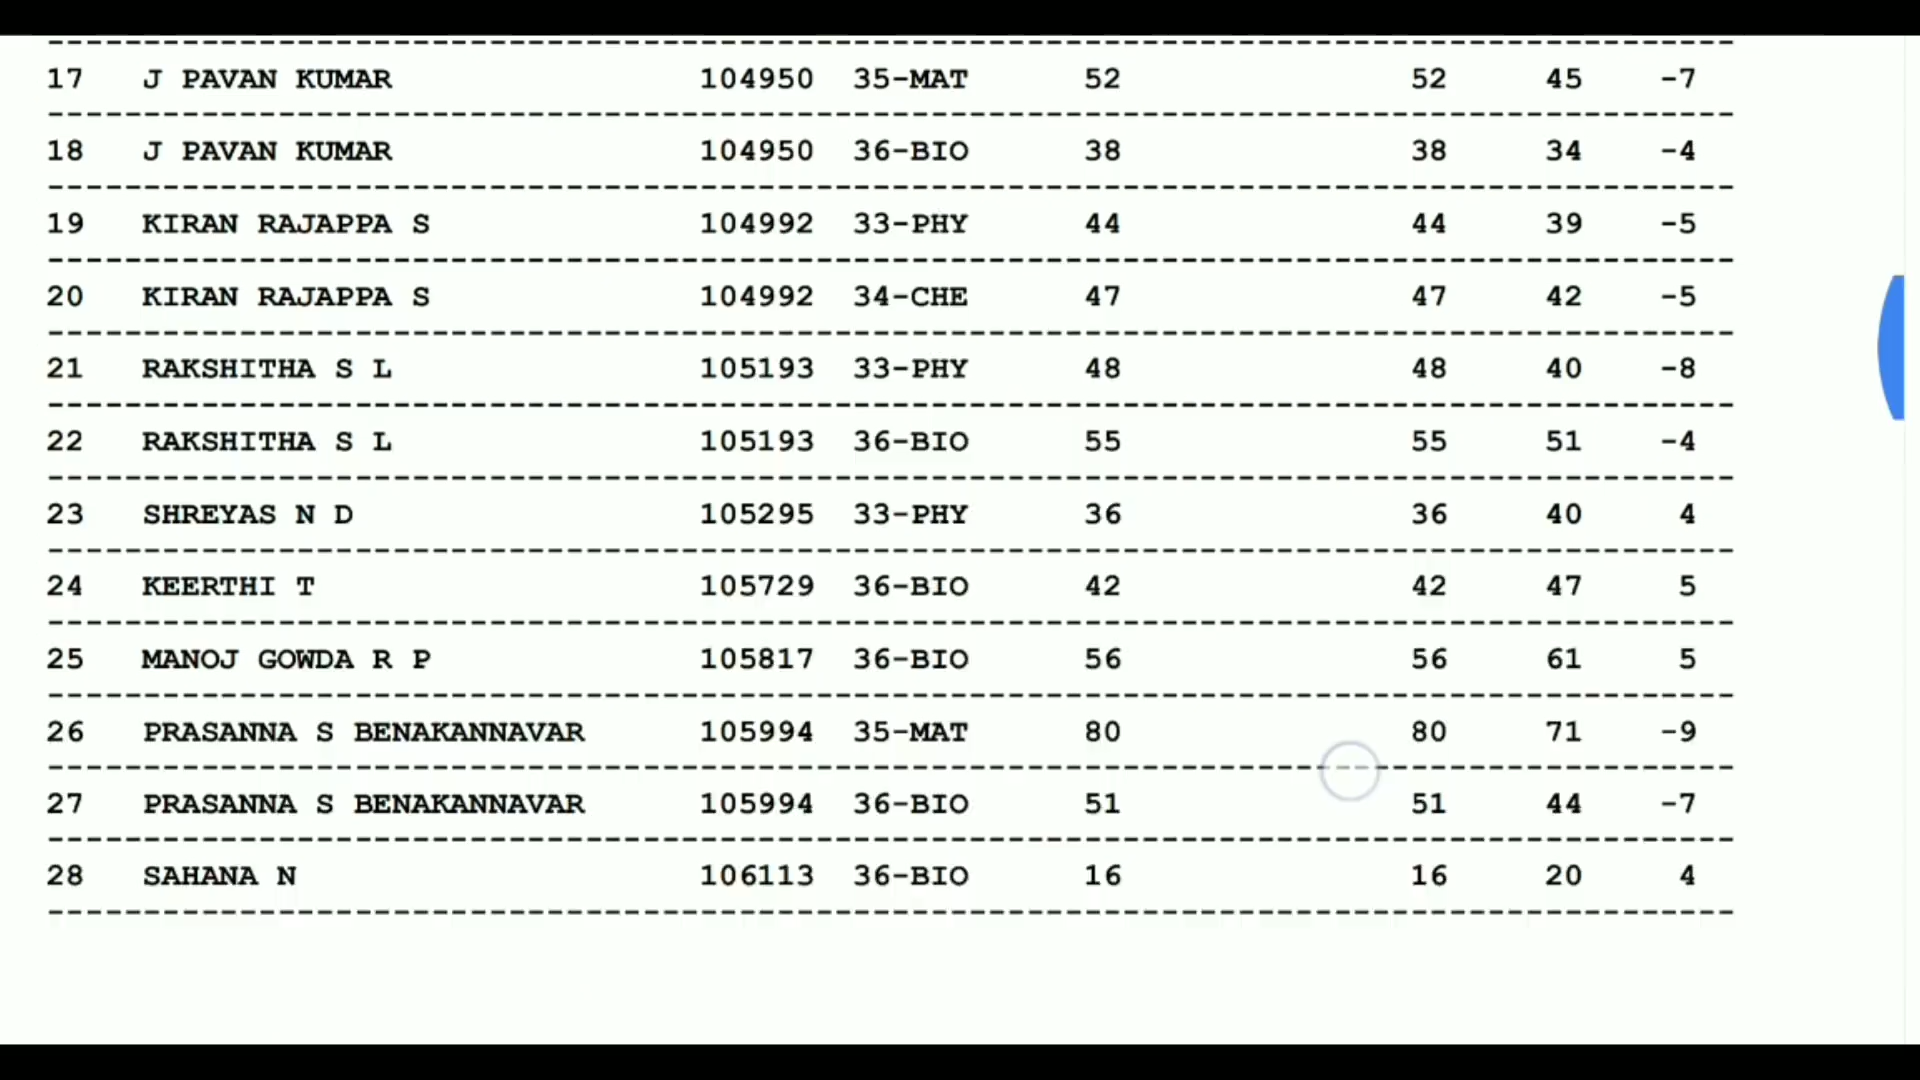 17 J PAVAN KUMAR 104950 35-MAT 52 52 45 -7
18 J PAVAN KUMAR 104950 36-BIO 38 38 34 -4
19 KIRAN RAJAPPA S 104992 33-PHY 44 44 39 -5
20 KIRAN RAJAPPA S 104992 34-CHE 47 47 42 -5
21 RAKSHITHA S L 105193 33-PHY 48 48 40 -8
22 RAKSHITHA S L 105193 36-BIO 55 55 51 -4
23 SHREYAS N D 105295 33-PHY 36 36 40 4
24 KEERTHI T 105729 36-BIO 42 42 47 5
25 MANOJ GOWDA R P 105817 36-BIO 56 56 61 5
26 PRASANNA S BENAKANNAVAR 105994 35-MAT 80 80 71 -9
27 PRASANNA S BENAKANNAVAR 105994 36-BIO 51 51 44 -7
28 SAHANA N 106113 36-BIO 16 16 20 4